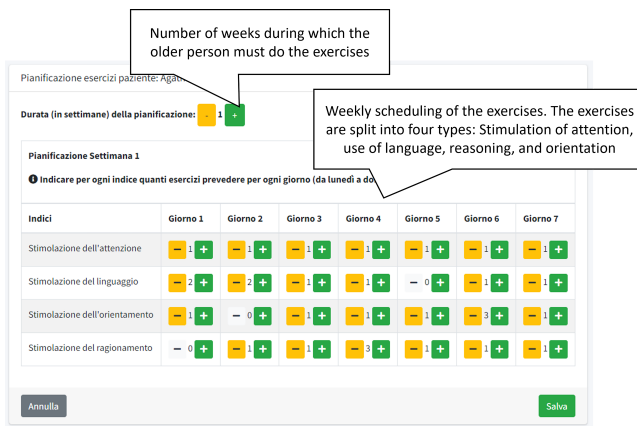 Number of weeks during which the
older person must do the exercises
Pianificazione esercizi paziente:
Durata (in settimane) della pianificazione: - 1 +
Weekly scheduling of the exercises. The exercises
are split into four types: Stimulation of attention,
use of language, reasoning, and orientation
Pianificazione Settimana 1
Indicare per ogni indice quanti esercizi prevedere per ogni giorno (da lunedì a do
Indici Giorno 1 Giorno 2 Giorno 3 Giorno 4 Giorno 5 Giorno 6 Giorno 7
Stimolazione dell'attenzione − 1 + − 1 + − 1 + − 1 + − 1 + − 1 + − 1 +
Stimolazione del linguaggio − 2 + − 2 + − 1 + − 1 + − 0 + − 1 + − 1 +
Stimolazione dell'orientamento − 1 + − 0 + − 1 + − 1 + − 1 + − 3 + − 1 +
Stimolazione del ragionamento − 0 + − 1 + − 1 + − 3 + − 1 + − 1 + − 1 +
Annulla Salva